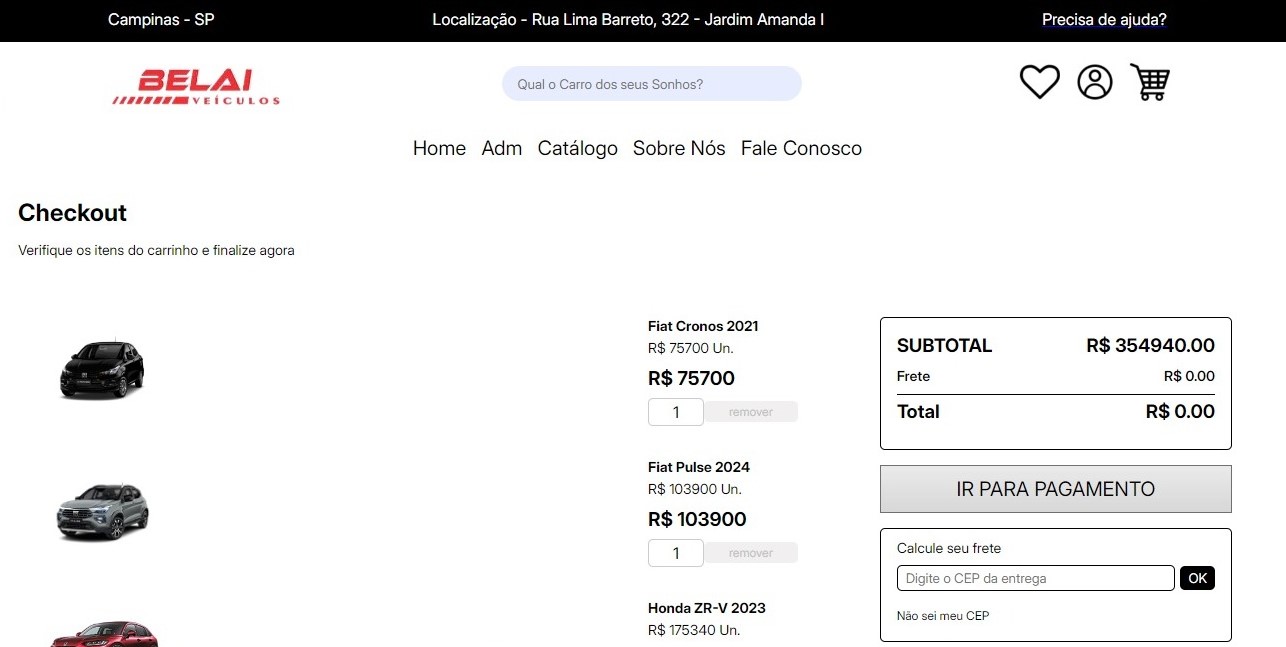 Campinas - SP
Localização - Rua Lima Barreto, 322 - Jardim Amanda I
Precisa de ajuda?
BELAI
VEÍCULOS
Qual o Carro dos seus Sonhos?
Home Adm Catálogo Sobre Nós Fale Conosco
Checkout
Verifique os itens do carrinho e finalize agora
Fiat Cronos 2021
R$ 75700 Un.
R$ 75700
1 remover
Fiat Pulse 2024
R$ 103900 Un.
R$ 103900
1 remover
Honda ZR-V 2023
R$ 175340 Un.
SUBTOTAL R$ 354940.00
Frete R$ 0.00
Total R$ 0.00
IR PARA PAGAMENTO
Calcule seu frete
Digite o CEP da entrega OK
Não sei meu CEP